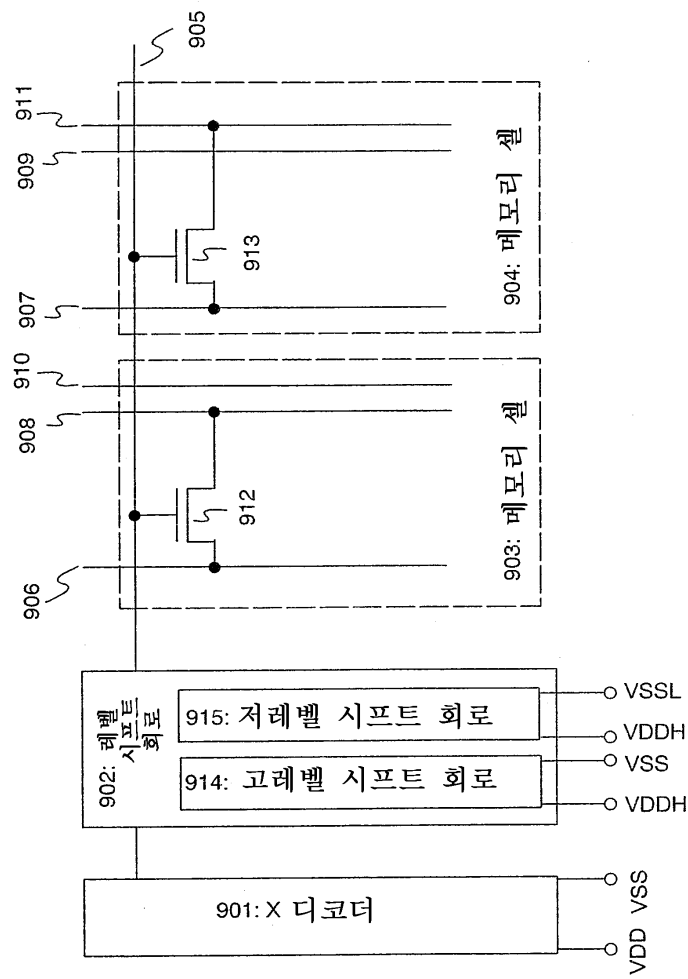 905
911
909
913
907
904: 메모리 셀
910
908
912
906
903: 메모리 셀
902: 레벨
시프트
회로
915: 저레벨 시프트 회로
914: 고레벨 시프트 회로
VSSL
VDDH
VSS
VDDH
901: X 디코더
VSS
VDD